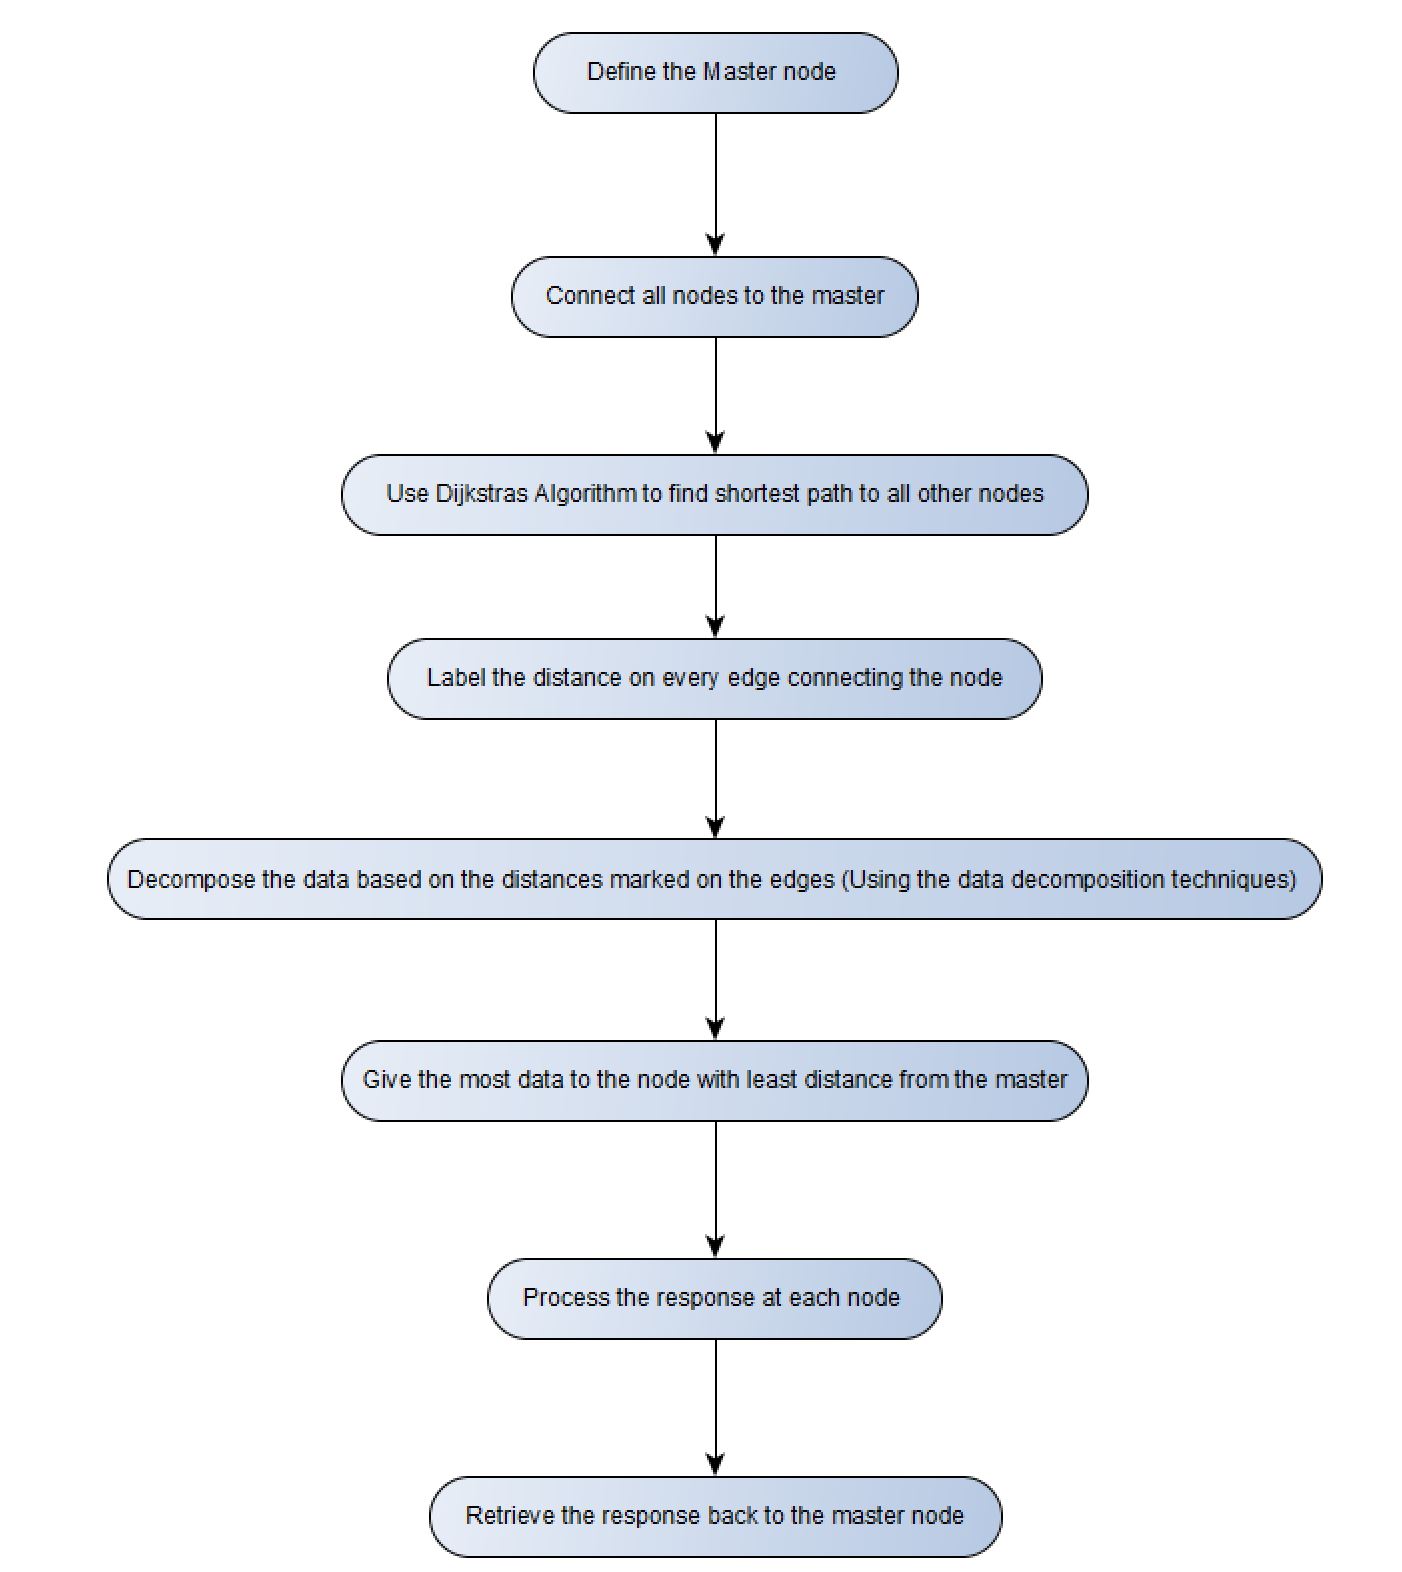 Define the Master node
Connect all nodes to the master
Use Dijkstras Algorithm to find shortest path to all other nodes
Label the distance on every edge connecting the node
Decompose the data based on the distances marked on the edges (Using the data decomposition techniques)
Give the most data to the node with least distance from the master
Process the response at each node
Retrieve the response back to the master node